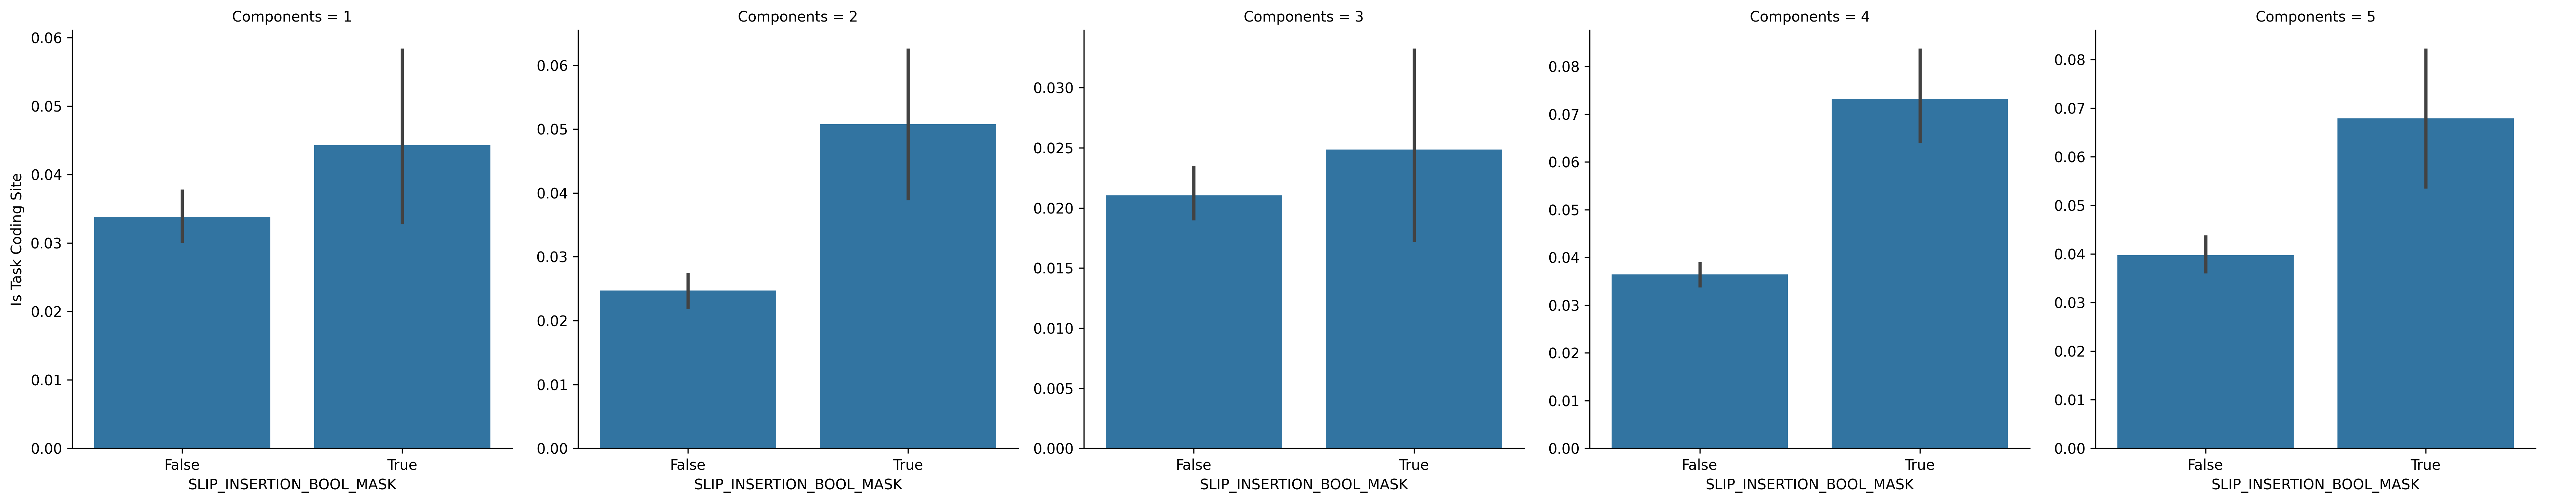 Components = 1
Components = 2
Components = 3
Components = 4
Components = 5
Is Task Coding Site
0.06
0.05
0.04
0.03
0.02
0.01
0.00
False
True
SLIP_INSERTION_BOOL_MASK
0.06
0.05
0.04
0.03
0.02
0.01
0.00
False
True
SLIP_INSERTION_BOOL_MASK
0.030
0.025
0.020
0.015
0.010
0.005
0.000
False
True
SLIP_INSERTION_BOOL_MASK
0.08
0.07
0.06
0.05
0.04
0.03
0.02
0.01
0.00
False
True
SLIP_INSERTION_BOOL_MASK
0.08
0.07
0.06
0.05
0.04
0.03
0.02
0.01
0.00
False
True
SLIP_INSERTION_BOOL_MASK